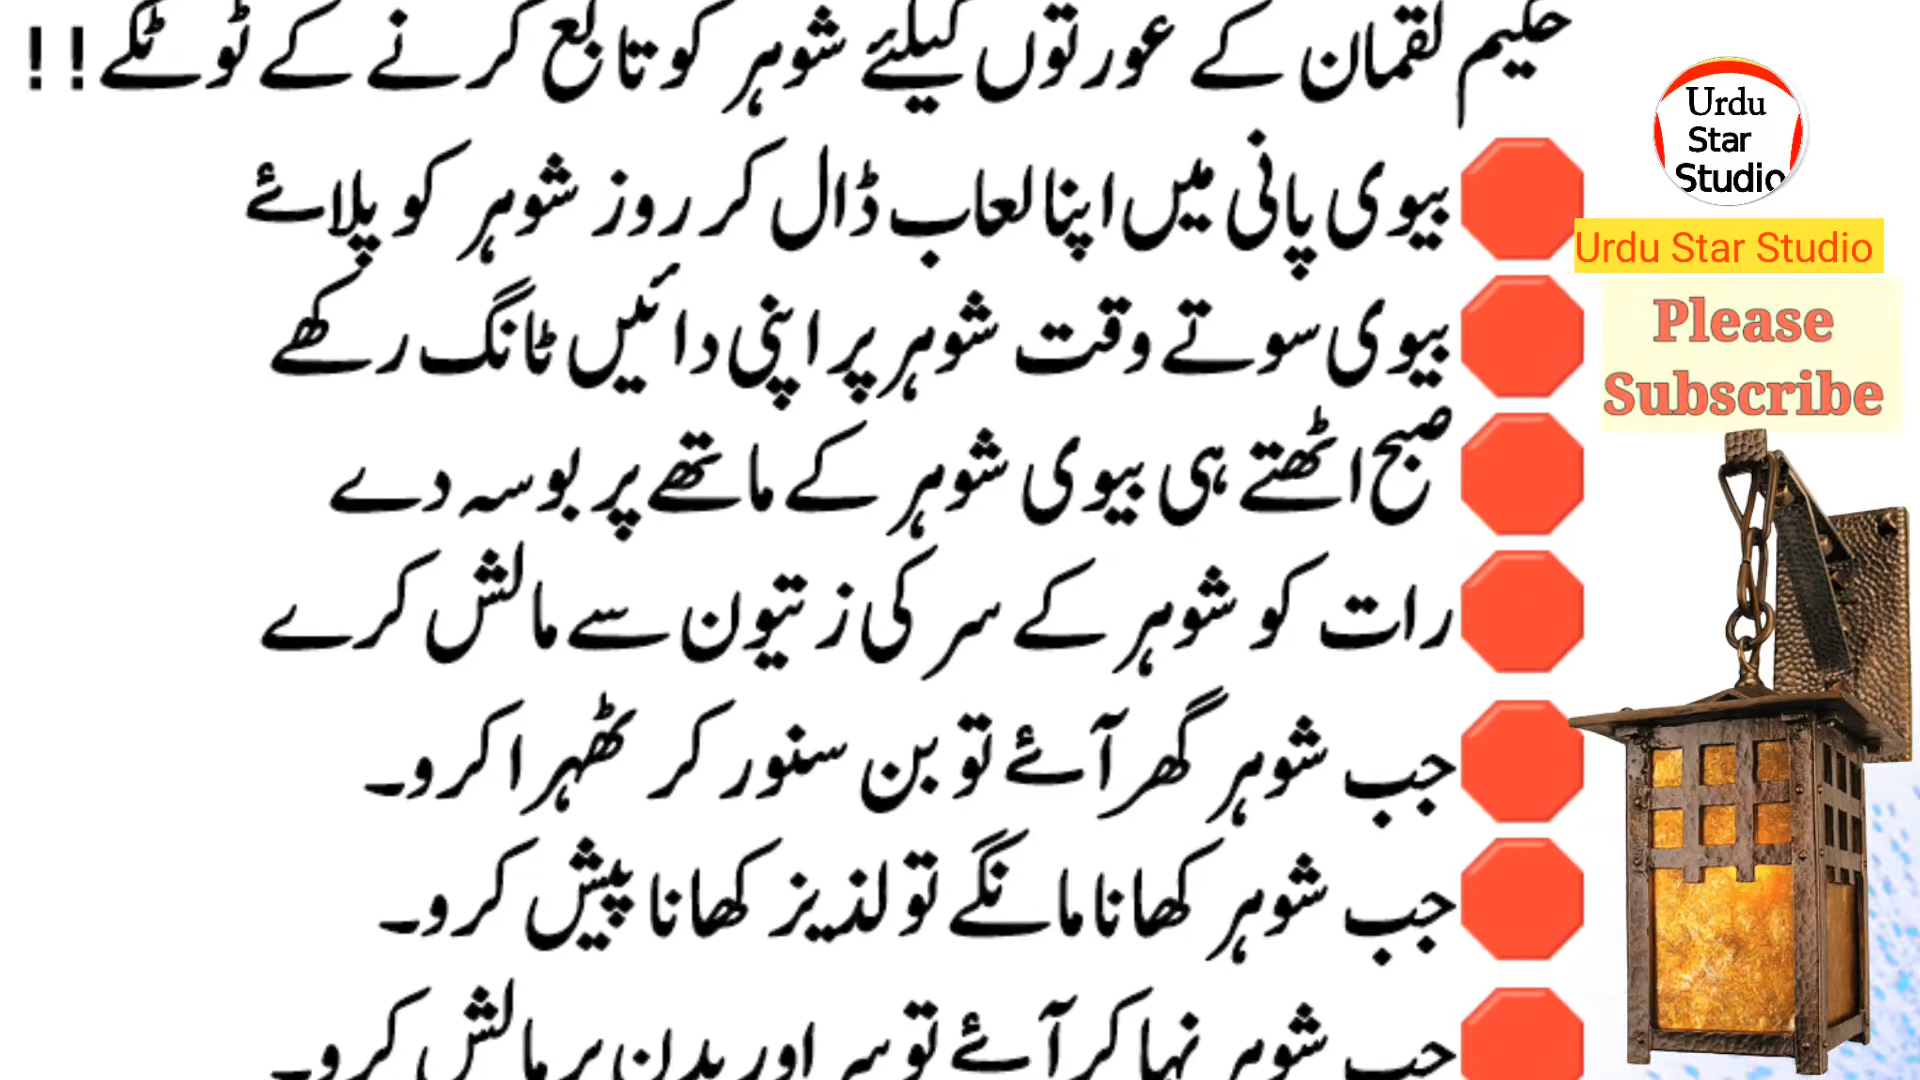 حکیم لقمان کے عورتوں کیلئے شوہر کو تابع کرنے کے ٹوٹکے!!
بیوی پانی میں اپنا لعاب ڈال کر روز شوہر کو پلائے
بیوی سوتے وقت شوہر پر اپنی دائیں ٹانگ رکھے
صبح اٹھتے ہی بیوی شوہر کے ماتھے پر بوسہ دے
رات کو شوہر کے سر کی زیتون سے مالش کرے
جب شوہر گھر آئے تو بن سنور کر ٹھہرا کرو۔
جب شوہر کھانا مانگے تو لذیز کھانا پیش کرو۔
جب شوہر نہا کر آئے تو سر اور بدن پر مالش کرو۔
Urdu
Star
Studio
Urdu Star Studio
Please
Subscribe